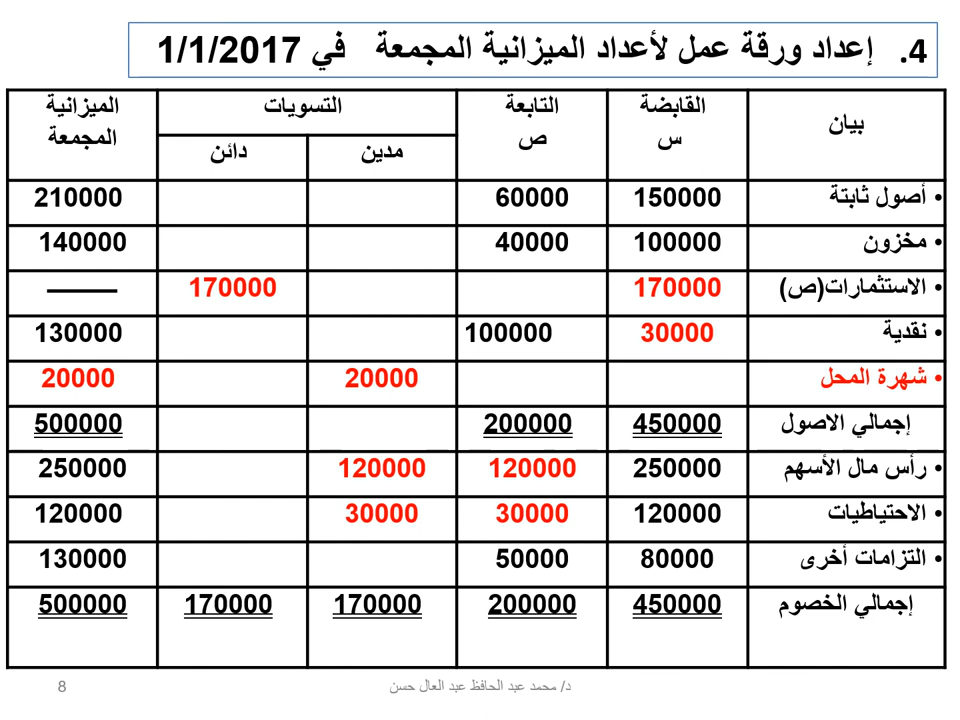 4. إعداد ورقة عمل لأعداد الميزانية المجمعة في 1/1/2017
بيان القابضة س التابعة ص التسويات الميزانية المجمعة
مدين دائن
• أصول ثابتة 150000 60000 210000
• مخزون 100000 40000 140000
• الاستثمارات(ص) 170000 170000 ———
• نقدية 30000 100000 130000
• شهرة المحل 20000 20000
إجمالي الاصول 450000 200000 500000
• رأس مال الأسهم 250000 120000 120000 250000
• الاحتياطيات 120000 30000 30000 120000
• التزامات أخرى 80000 50000 130000
إجمالي الخصوم 450000 200000 170000 170000 500000
د/ محمد عبد الحافظ عبد العال حسن
8